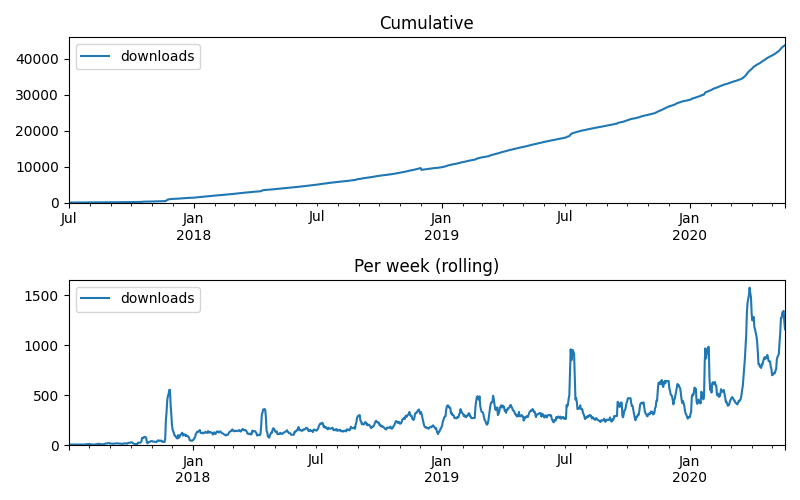 Cumulative
downloads
40000
30000
20000
10000
0
Jul Jan Jul Jan Jul Jan
2018 2019 2020
Per week (rolling)
downloads
1500
1000
500
0
Jan Jul Jan Jul Jan
2018 2019 2020